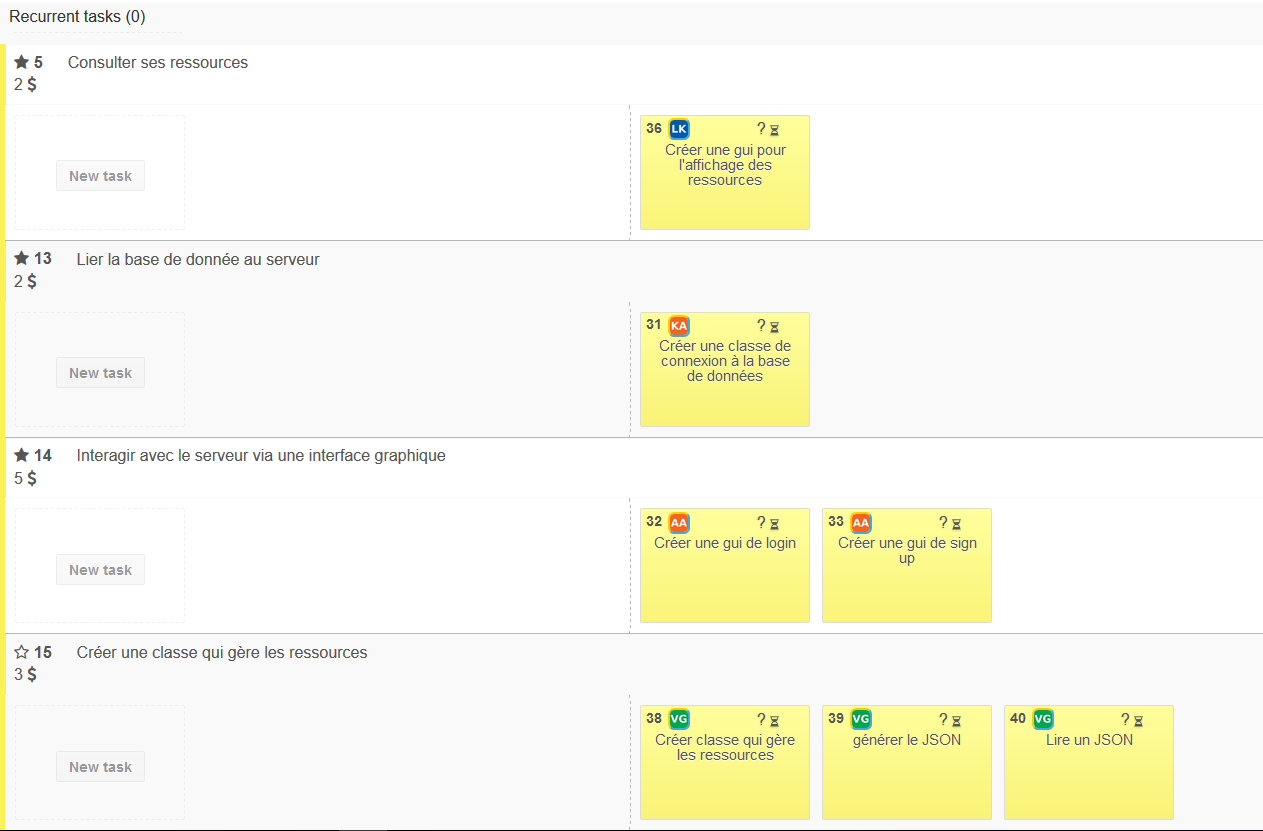 Recurrent tasks (0)
5 Consulter ses ressources
2 $
36 LK ?
Créer une gui pour
l'affichage des
ressources
New task
13 Lier la base de donnée au serveur
2 $
31 KA ?
Créer une classe de
connexion à la base
de données
New task
14 Interagir avec le serveur via une interface graphique
5 $
32 AA ?
Créer une gui de login
33 AA ?
Créer une gui de sign
up
New task
15 Créer une classe qui gère les ressources
3 $
38 VG ?
Créer classe qui gère
les ressources
39 VG ?
générer le JSON
40 VG ?
Lire un JSON
New task